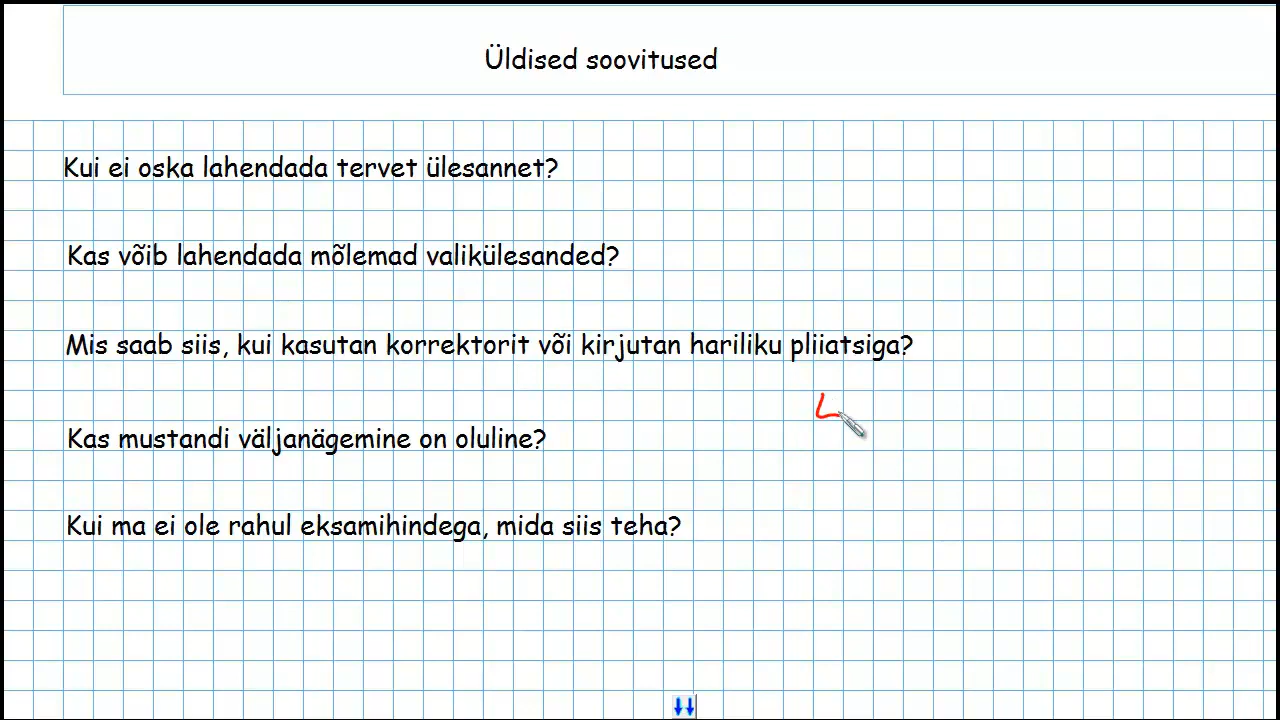 Üldised soovitused
Kui ei oska lahendada tervet ülesannet?
Kas võib lahendada mõlemad valikülesanded?
Mis saab siis, kui kasutan korrektorit või kirjutan hariliku pliiatsiga?
Kas mustandi väljanägemine on oluline?
Kui ma ei ole rahul eksamihindega, mida siis teha?